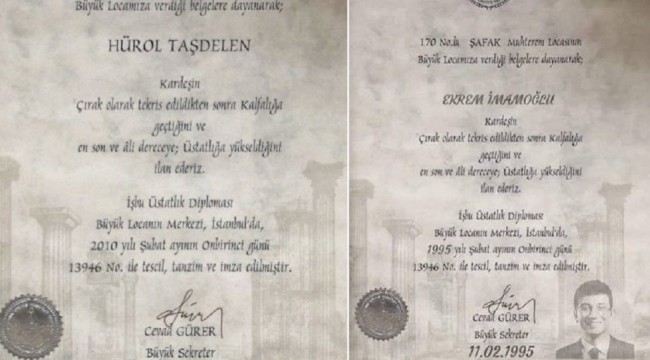 Büyük Locamıza verdiği belgelere dayanarak;
HÜROL TAŞDELEN
Kardeşin
Çırak olarak tekris edildikten sonra Kalfalığa
geçtiğini ve
en son ve âli dereceye; Üstatlığa yükseldiğini
ilan ederiz.
İşbu Üstatlık Diploması
Büyük Locanın Merkezi, İstanbul'da,
2010 yılı Şubat ayının Onbirinci günü
13946 No. ile tescil, tanzim ve imza edilmiştir.
Cevad GÜRER
Büyük Sekreter
170 No.lu ŞAFAK Muhterem Locasının
Büyük Locamıza verdiği belgelere dayanarak;
EKREM İMAMOĞLU
Kardeşin
Çırak olarak tekris edildikten sonra Kalfalığa
geçtiğini ve
en son ve âli dereceye; Üstatlığa yükseldiğini
ilan ederiz.
İşbu Üstatlık Diploması
Büyük Locanın Merkezi, İstanbul'da,
1995 yılı Şubat ayının Onbirinci günü
13946 No. ile tescil, tanzim ve imza edilmiştir.
Cevad GÜRER
Büyük Sekreter
11.02.1995